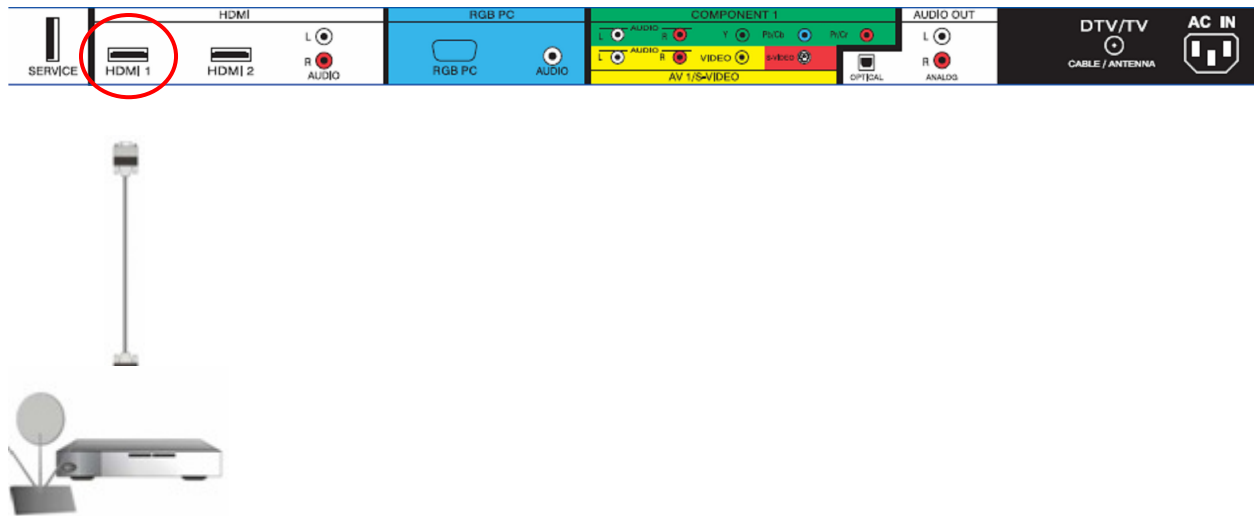 HDMI
RGB PC
COMPONENT 1
AUDIO OUT
SERVICE
HDMI 1
HDMI 2
L
R
AUDIO
RGB PC
AUDIO
L AUDIO R Y Pb/Cb Pr/Cr
L AUDIO R VIDEO S-VIDEO
AV 1/S-VIDEO
OPTICAL
L
R
ANALOG
DTV/TV
CABLE / ANTENNA
AC IN